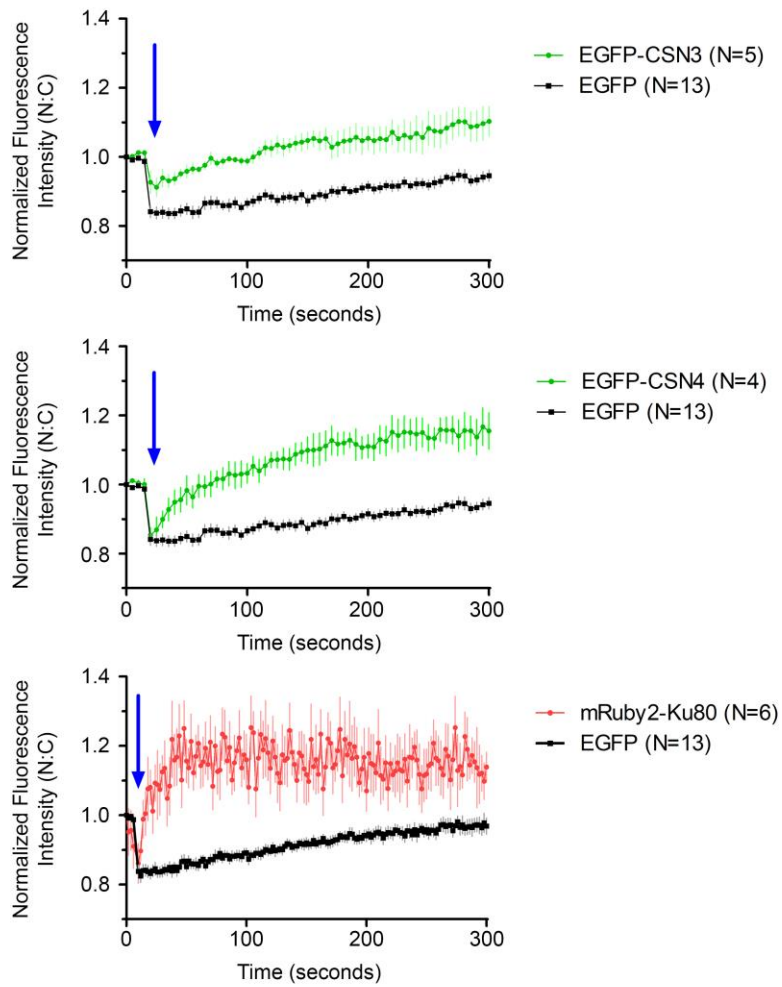 Normalized Fluorescence
Intensity (N:C)
1.4
1.2
1.0
0.8
0
100
200
300
Time (seconds)
EGFP-CSN3 (N=5)
EGFP (N=13)
Normalized Fluorescence
Intensity (N:C)
1.4
1.2
1.0
0.8
0
100
200
300
Time (seconds)
EGFP-CSN4 (N=4)
EGFP (N=13)
Normalized Fluorescence
Intensity (N:C)
1.4
1.2
1.0
0.8
0
100
200
300
Time (seconds)
mRuby2-Ku80 (N=6)
EGFP (N=13)